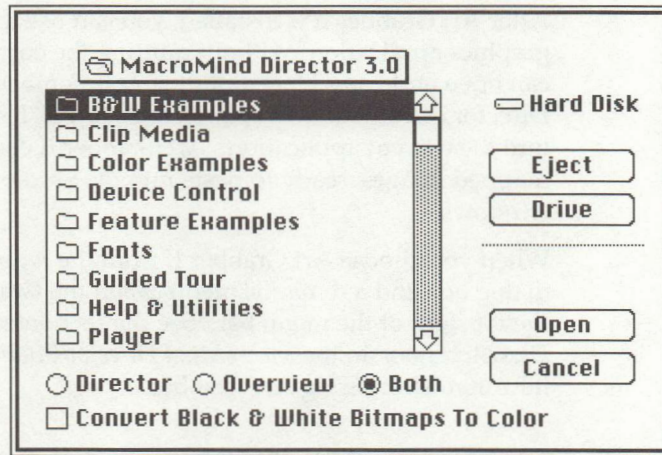 MacroMind Director 3.0
B&W Examples
Clip Media
Color Examples
Device Control
Feature Examples
Fonts
Guided Tour
Help & Utilities
Player
Hard Disk
Eject
Drive
Open
Cancel
Director Overview Both
Convert Black & White Bitmaps To Color